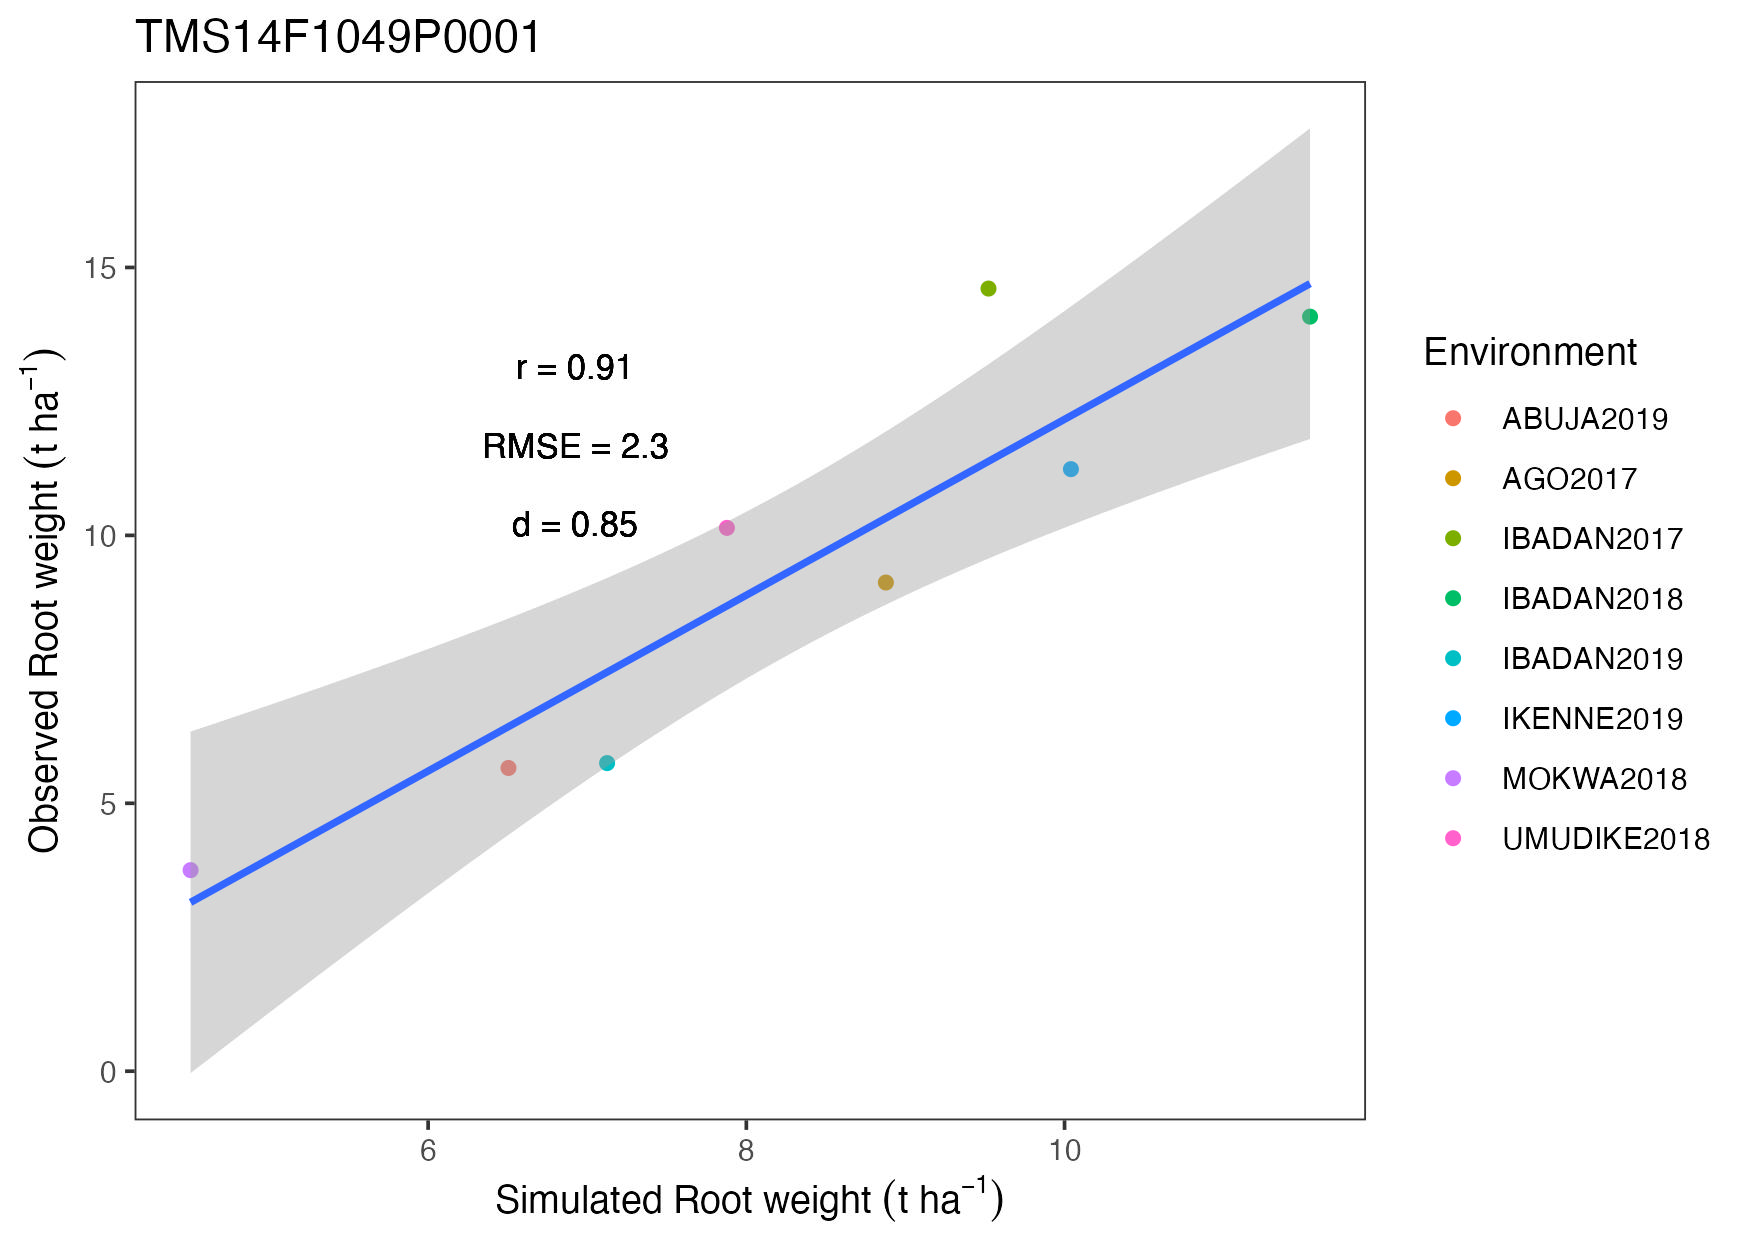 TMS14F1049P0001
Observed Root weight (t ha⁻¹)
15
10
5
0
r = 0.91
RMSE = 2.3
d = 0.85
6 8 10
Simulated Root weight (t ha⁻¹)
Environment
ABUJA2019
AGO2017
IBADAN2017
IBADAN2018
IBADAN2019
IKENNE2019
MOKWA2018
UMUDIKE2018